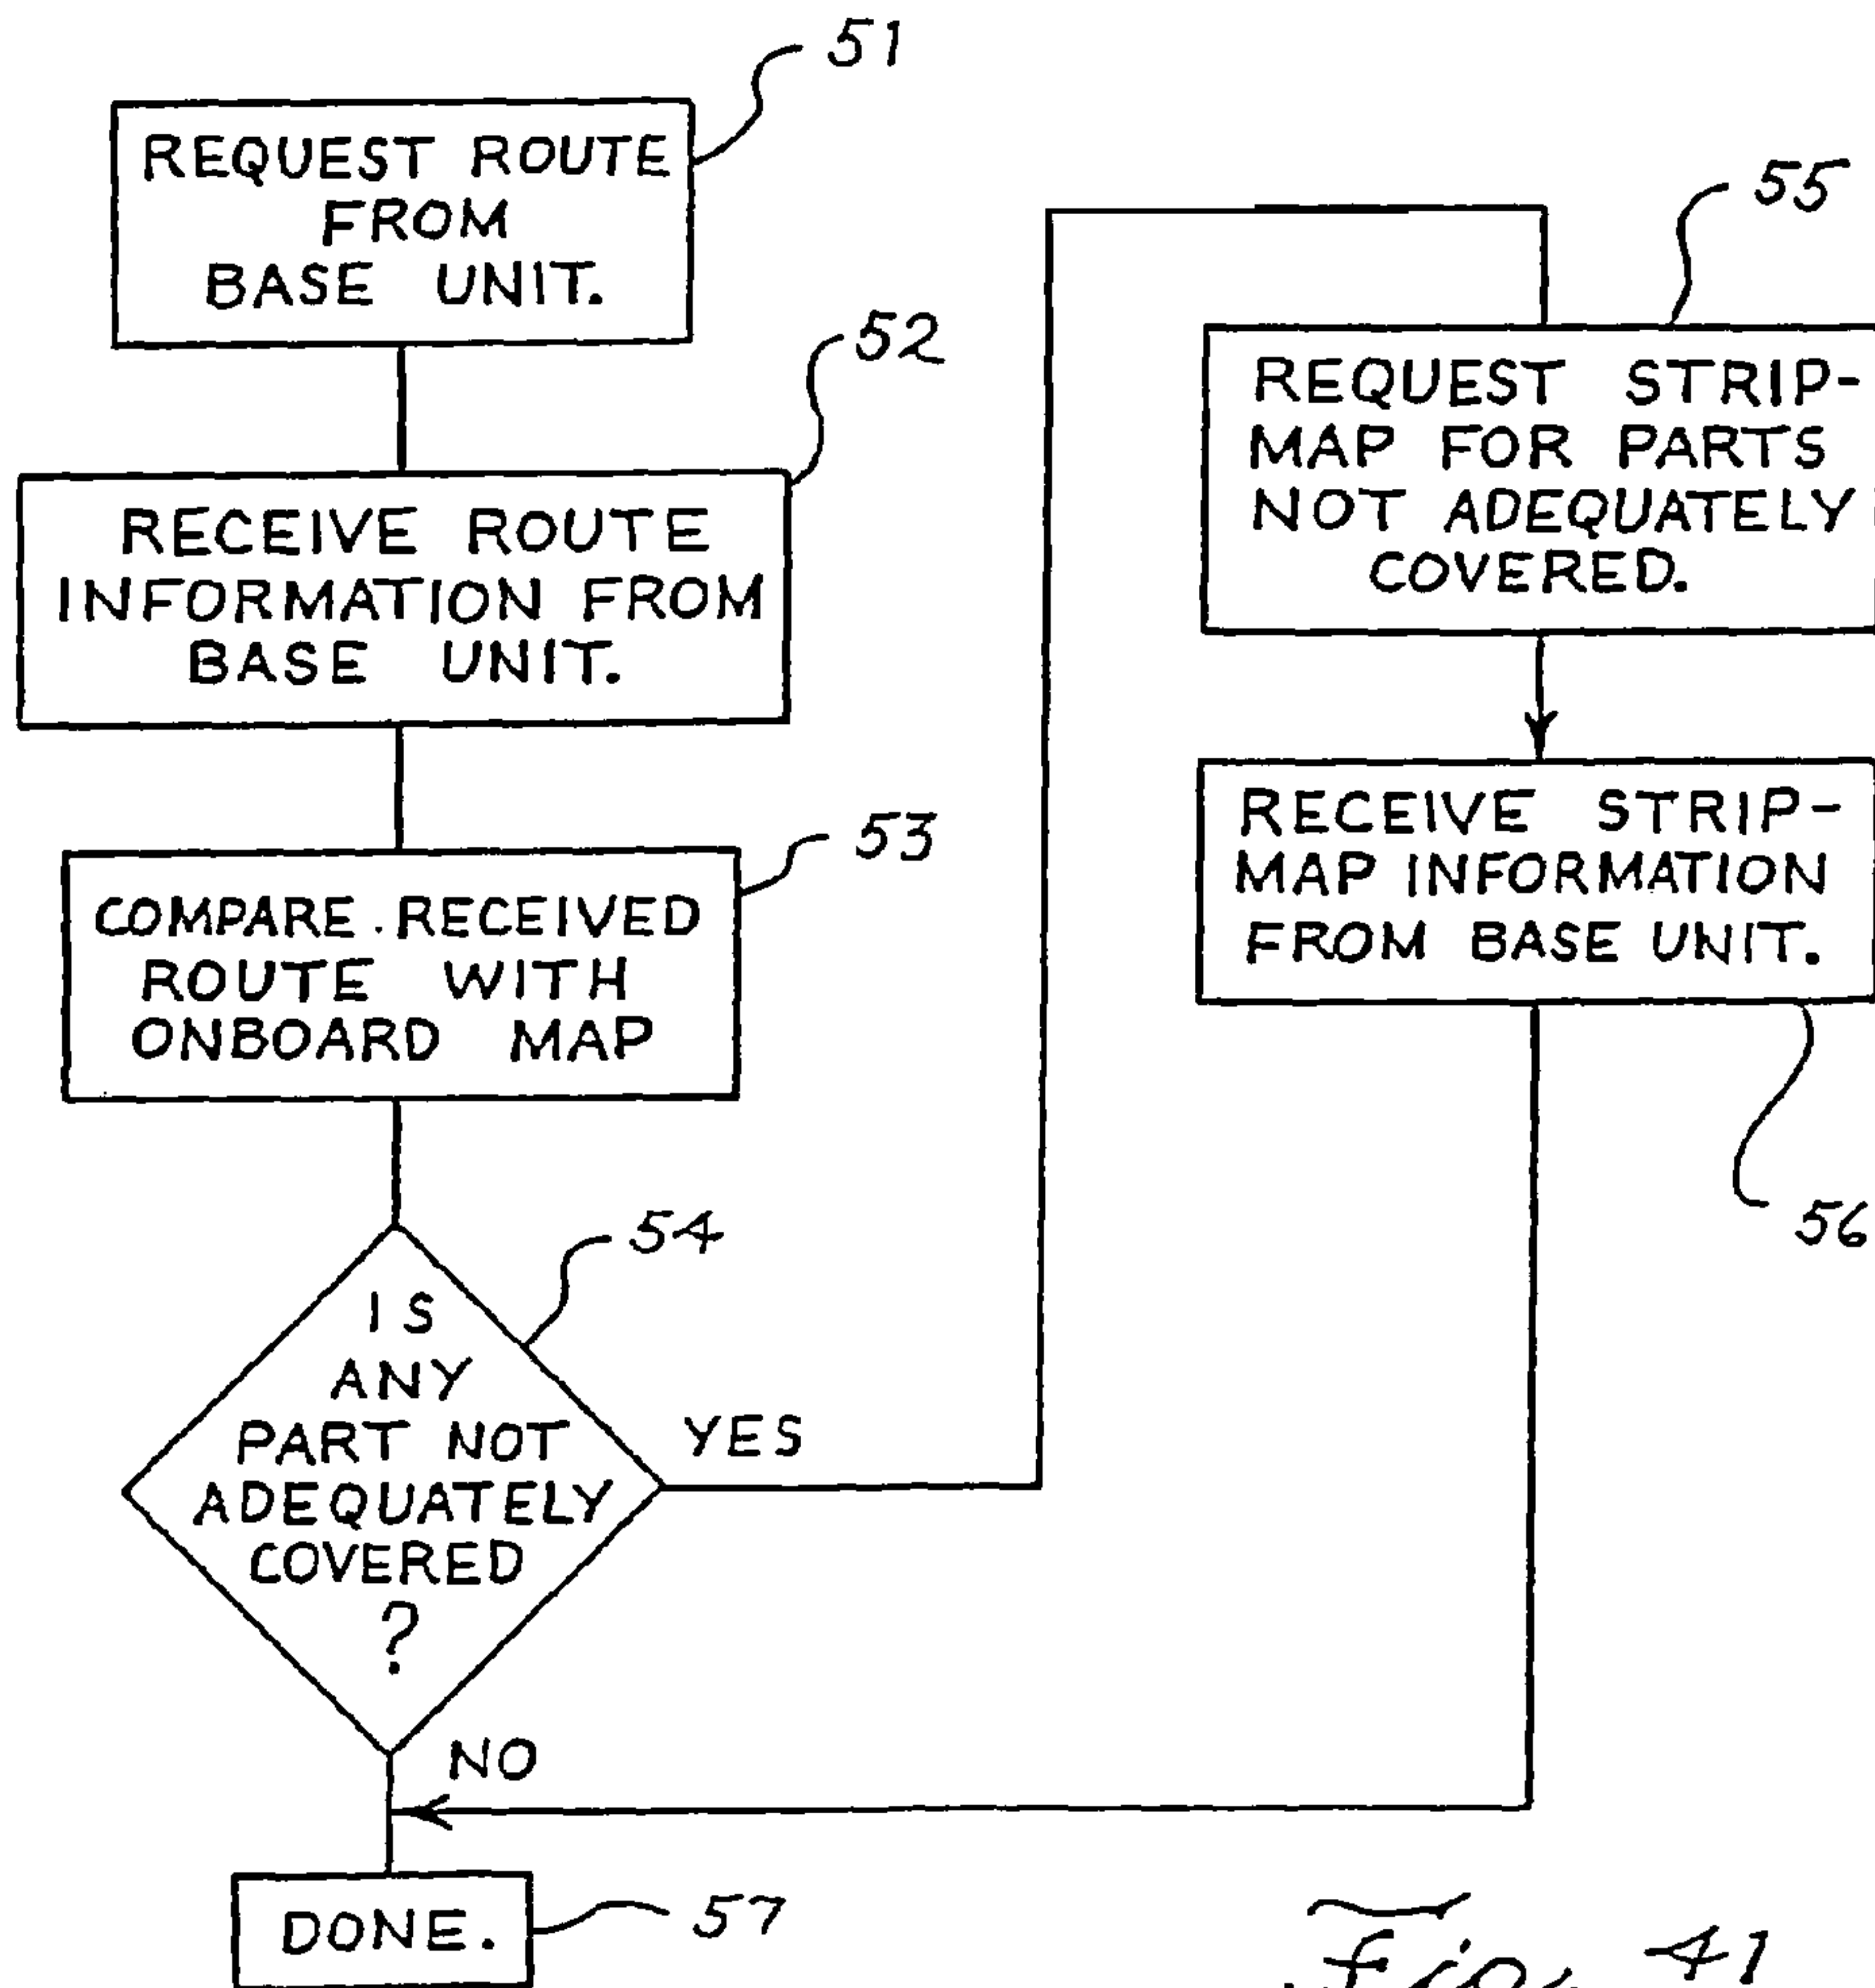 51
REQUEST ROUTE
FROM
BASE UNIT.
52
RECEIVE ROUTE
INFORMATION FROM
BASE UNIT.
53
COMPARE RECEIVED
ROUTE WITH
ONBOARD MAP
54
IS
ANY
PART NOT
ADEQUATELY
COVERED
?
YES
NO
55
REQUEST STRIP-
MAP FOR PARTS
NOT ADEQUATELY
COVERED.
RECEIVE STRIP-
MAP INFORMATION
FROM BASE UNIT.
56
DONE.
57
Fig. 41